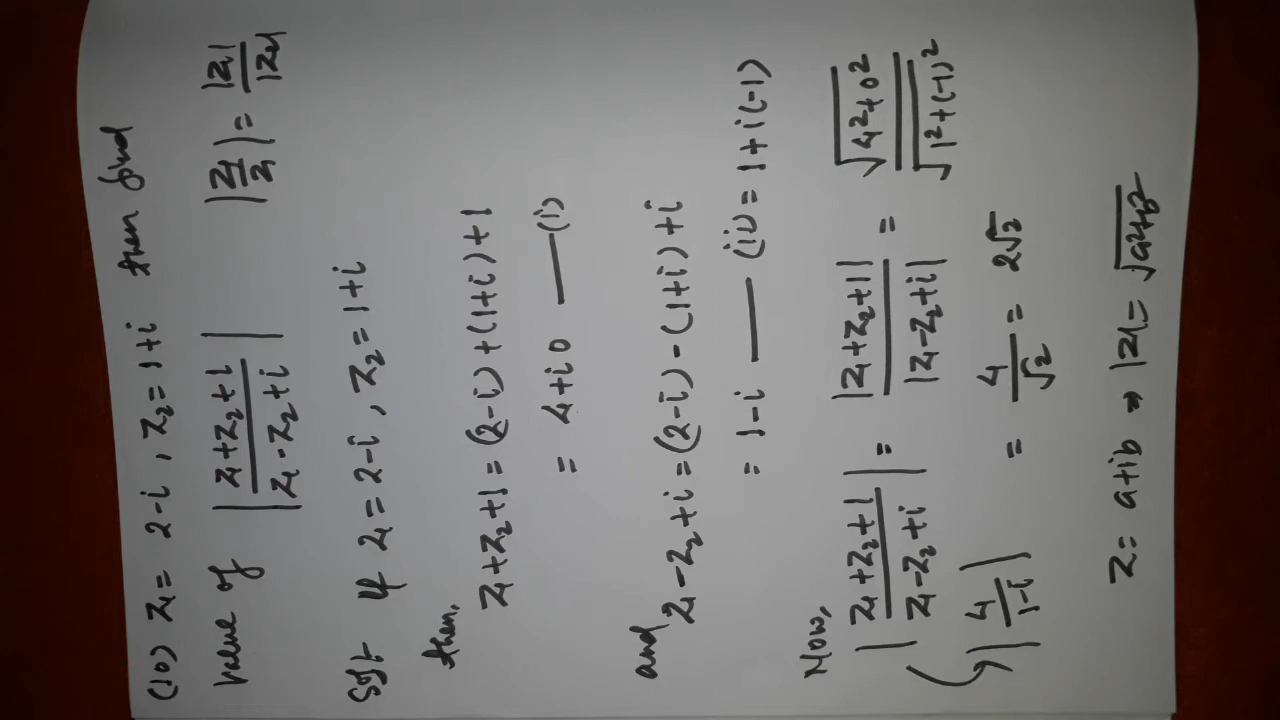 (10) z₁ = 2-i, z₂ = 1+i then find
value of |z₁+z₂+1 / z₁-z₂+i| |z₁/z₁| = |z₁|/|z₂|
Solⁿ If z₁ = 2-i, z₂ = 1+i
then,
z₁+z₂+1 = (2-i)+(1+i)+1
= 4+i0 —(i)
and,
z₁-z₂+i = (2-i)-(1+i)+i
= 1-i —(ii) = 1+i(-1)
Now,
|z₁+z₂+1 / z₁-z₂+i| = |z₁+z₂+1| / |z₁-z₂+i| = √4²+0² / √1²+(-1)²
|4/1-i| = 4/√2 = 2√2
z = a+ib ⇒ |z| = √a²+b²